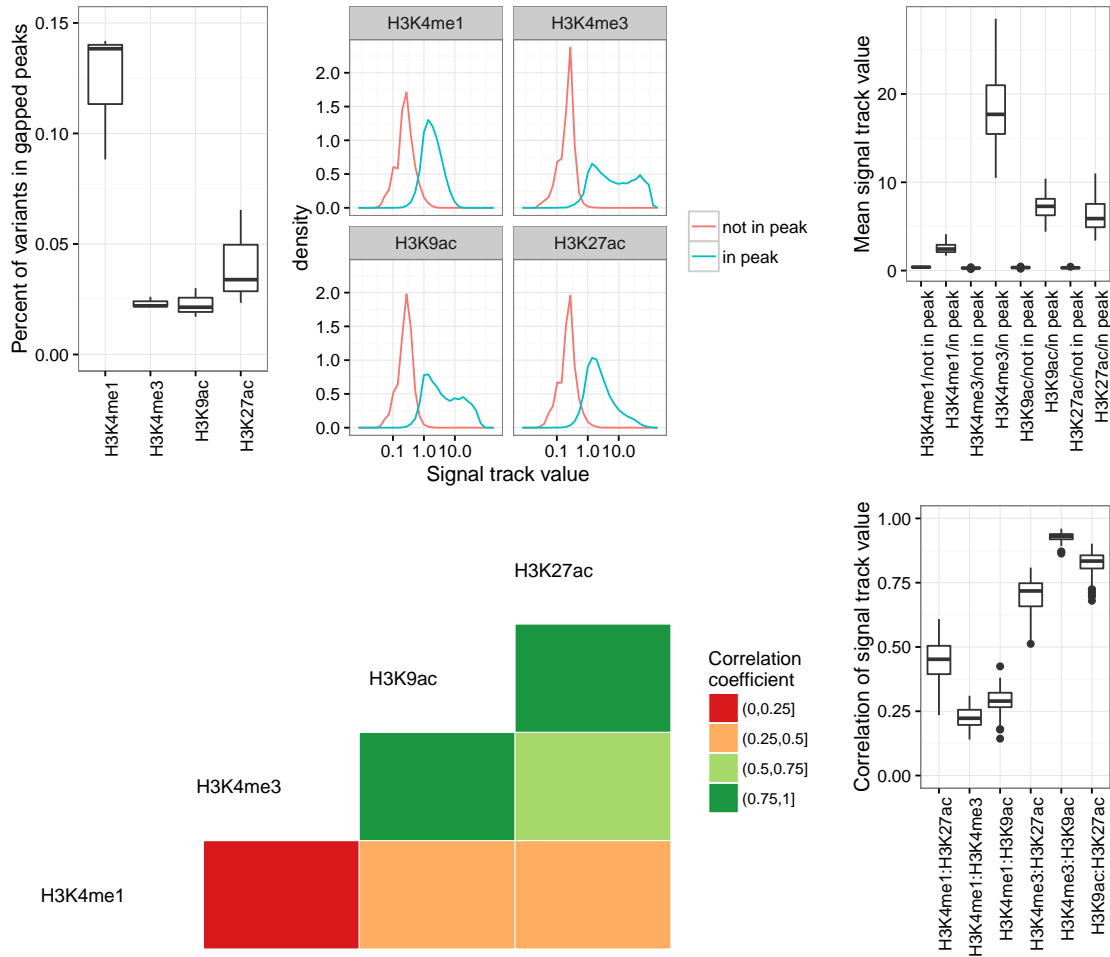 Percent of variants in gapped peaks
0.15
0.10
0.05
0.00
H3K4me1
H3K4me3
H3K9ac
H3K27ac
density
H3K4me1
H3K4me3
2.0
1.5
1.0
0.5
0.0
H3K9ac
H3K27ac
2.0
1.5
1.0
0.5
0.0
0.1 1.0 10.0
0.1 1.0 10.0
Signal track value
not in peak
in peak
Mean signal track value
20
10
0
H3K4me1/not in peak
H3K4me1/in peak
H3K4me3/not in peak
H3K4me3/in peak
H3K9ac/not in peak
H3K9ac/in peak
H3K27ac/not in peak
H3K27ac/in peak
H3K27ac
H3K9ac
H3K4me3
H3K4me1
Correlation
coefficient
(0,0.25]
(0.25,0.5]
(0.5,0.75]
(0.75,1]
Correlation of signal track value
1.00
0.75
0.50
0.25
0.00
H3K4me1:H3K27ac
H3K4me1:H3K4me3
H3K4me1:H3K9ac
H3K4me3:H3K27ac
H3K4me3:H3K9ac
H3K9ac:H3K27ac